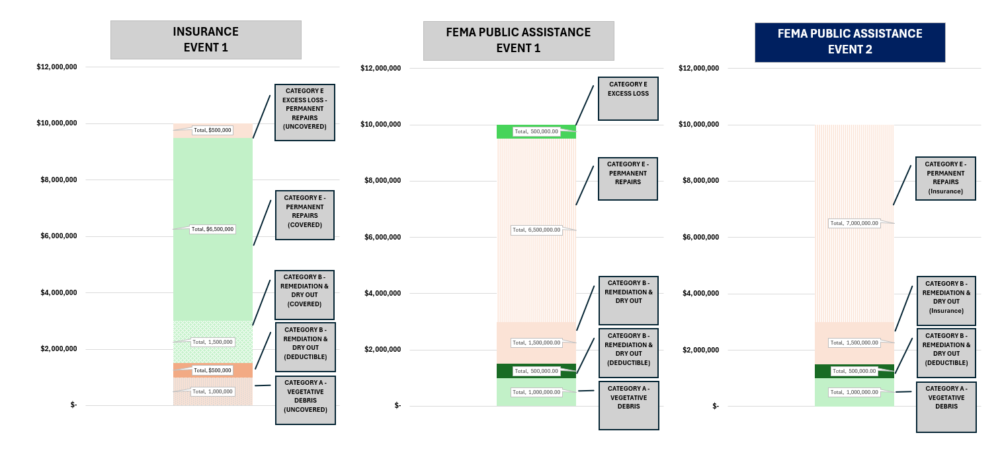 INSURANCE
EVENT 1
$12,000,000
$10,000,000
$8,000,000
$6,000,000
$4,000,000
$2,000,000
$-
Total, $500,000
Total, $6,500,000
Total, 1,500,000
Total, $500,000
Total, 1,000,000
CATEGORY E
EXCESS LOSS -
PERMANENT
REPAIRS
(UNCOVERED)
CATEGORY E -
PERMANENT
REPAIRS
(COVERED)
CATEGORY B -
REMEDIATION &
DRY OUT
(COVERED)
CATEGORY B -
REMDIATION &
DRY OUT
(DEDUCTIBLE)
CATEGORY A -
VEGETATIVE
DEBRIS
(UNCOVERED)
FEMA PUBLIC ASSISTANCE
EVENT 1
$12,000,000
$10,000,000
$8,000,000
$6,000,000
$4,000,000
$2,000,000
$-
Total, 500,000.00
Total, 6,500,000.00
Total, 1,500,000.00
Total, 500,000.00
Total, 1,000,000.00
CATEGORY E
EXCESS LOSS
CATEGORY E -
PERMANENT
REPAIRS
CATEGORY B -
REMEDIATION &
DRY OUT
CATEGORY B -
REMEDIATION &
DRY OUT
(DEDUCTIBLE)
CATEGORY A -
VEGETATIVE
DEBRIS
FEMA PUBLIC ASSISTANCE
EVENT 2
$12,000,000
$10,000,000
$8,000,000
$6,000,000
$4,000,000
$2,000,000
$-
Total, 7,000,000.00
Total, 1,500,000.00
Total, 500,000.00
Total, 1,000,000.00
CATEGORY E -
PERMANENT
REPAIRS
(Insurance)
CATEGORY B -
REMEDIATION &
DRY OUT
(Insurance)
CATEGORY B -
REMEDIATION &
DRY OUT
(DEDUCTIBLE)
CATEGORY A -
VEGETATIVE
DEBRIS